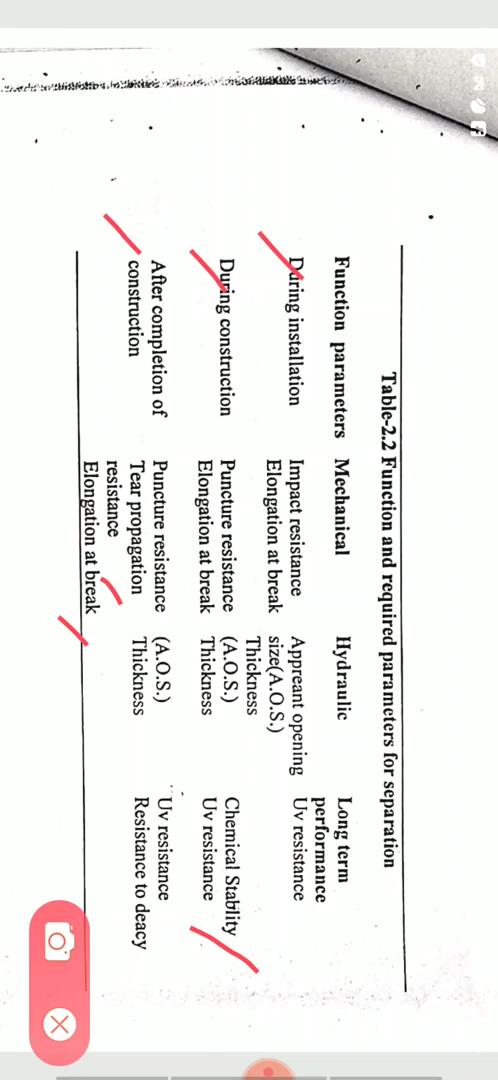 Table-2.2 Function and required parameters for separation
Function parameters Mechanical Hydraulic Long term
performance
During installation Impact resistance Appreant opening Uv resistance
Elongation at break size(A.O.S.)
Thickness
During construction Puncture resistance (A.O.S.) Chemical Stablity
Elongation at break Thickness Uv resistance
After completion of Puncture resistance (A.O.S.) Uv resistance
construction Tear propagation Thickness Resistance to deacy
resistance
Elongation at break